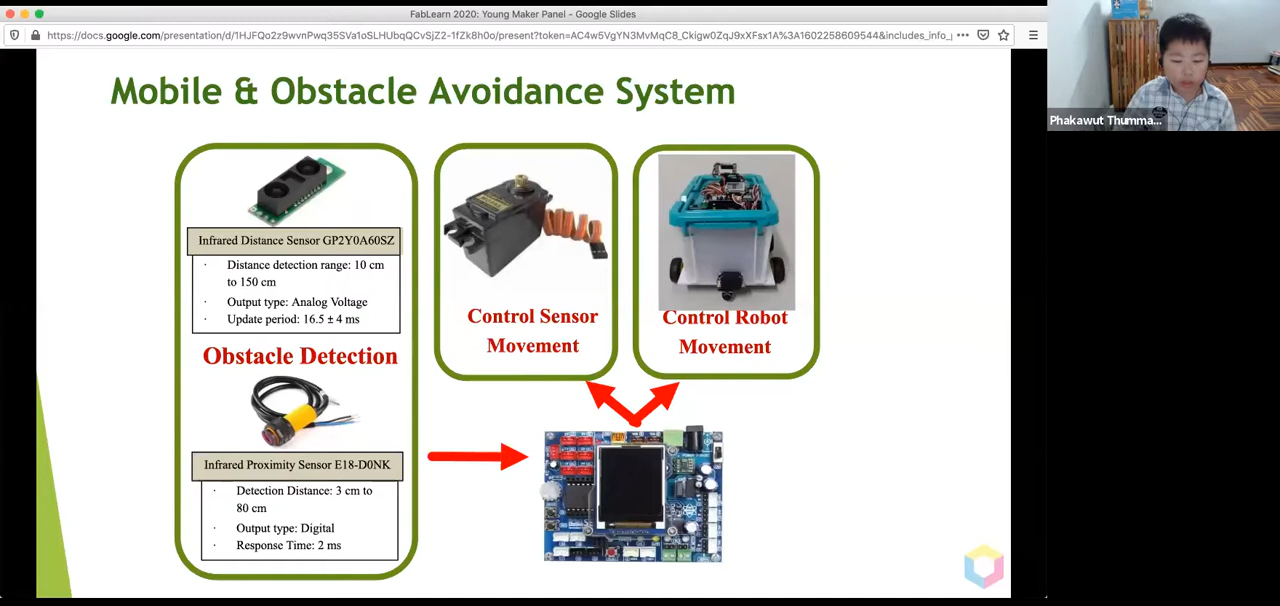 FabLearn 2020: Young Maker Panel - Google Slides
https://docs.google.com/presentation/d/1HJFQo2z9wvnPwq35SVa1oSLHUbqQCvSjZ2-1fZk8h0o/present?token=AC4w5VgYN3MvMqC8_Ckigw0ZqJ9xXFsx1A%3A1602258609544&includes_info_p
Phakawut Thumma...
Mobile & Obstacle Avoidance System
Infrared Distance Sensor GP2Y0A60SZ
· Distance detection range: 10 cm
to 150 cm
· Output type: Analog Voltage
· Update period: 16.5 ± 4 ms
Obstacle Detection
Infrared Proximity Sensor E18-D0NK
· Detection Distance: 3 cm to
80 cm
· Output type: Digital
· Response Time: 2 ms
Control Sensor
Movement
Control Robot
Movement